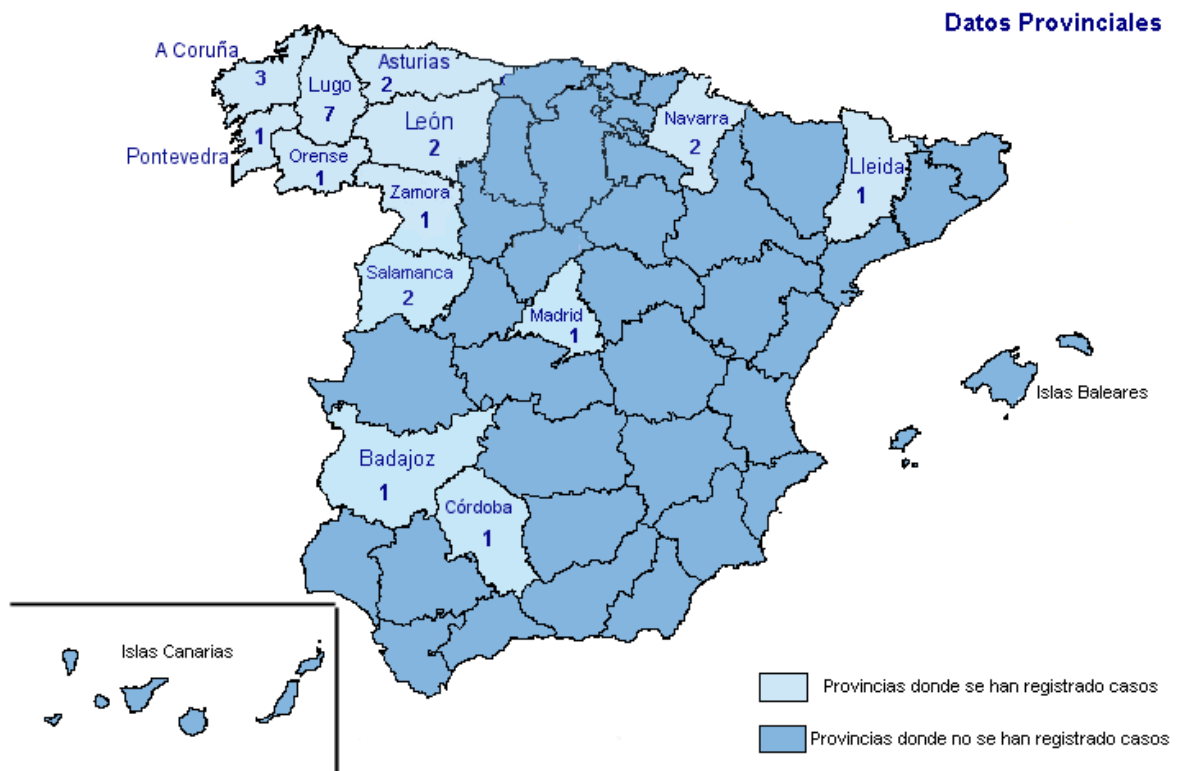 Datos Provinciales
A Coruña
3
Lugo
7
Asturias
2
León
2
1
Pontevedra
Orense
1
Zamora
1
Navarra
2
Lleida
1
Salamanca
2
Madrid
1
Islas Baleares
Badajoz
1
Córdoba
1
Islas Canarias
Provincias donde se han registrado casos
Provincias donde no se han registrado casos